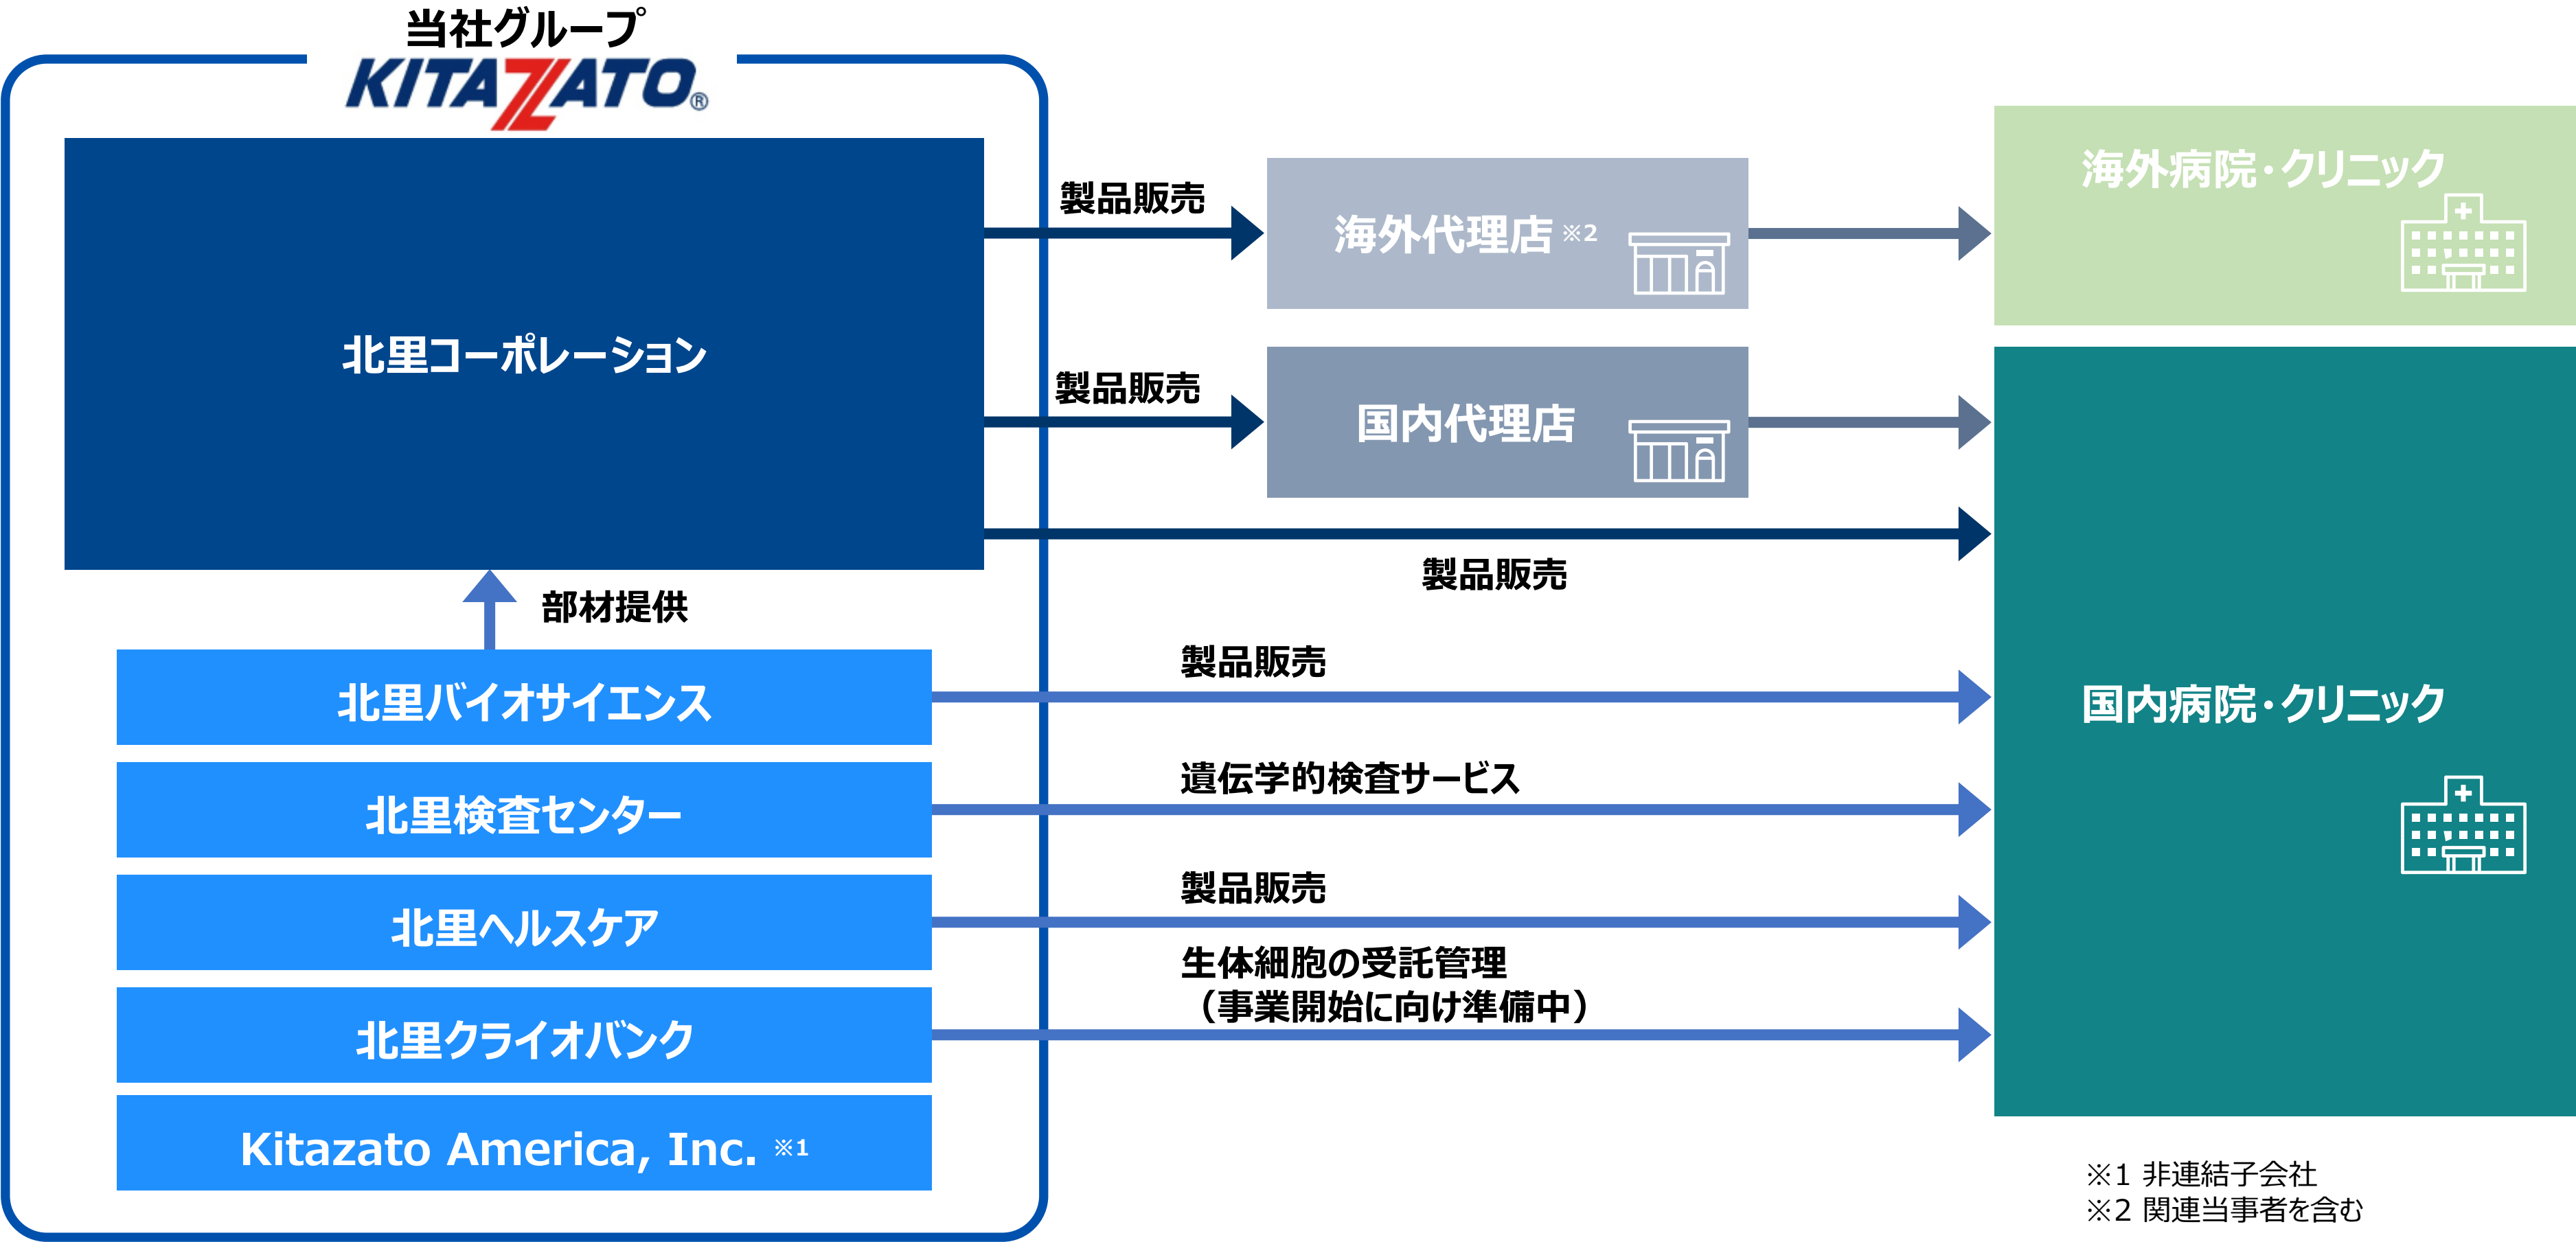 当社グループ
KITAZATO®
北里コーポレーション
製品販売
海外代理店 ※2
海外病院・クリニック
製品販売
国内代理店
製品販売
部材提供
北里バイオサイエンス
製品販売
国内病院・クリニック
北里検査センター
遺伝学的検査サービス
北里ヘルスケア
製品販売
北里クライオバンク
生体細胞の受託管理
（事業開始に向け準備中）
Kitazato America, Inc. ※1
※1 非連結子会社
※2 関連当事者を含む